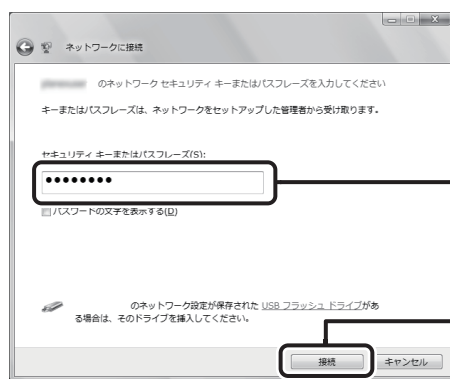 ネットワークに接続
のネットワーク セキュリティ キーまたはパスフレーズを入力してください
キーまたはパスフレーズは、ネットワークをセットアップした管理者から受け取ります。
セキュリティ キーまたはパスフレーズ(S):
●●●●●●●●
パスワードの文字を表示する(D)
のネットワーク設定が保存された USB フラッシュ ドライブがあ
る場合は、そのドライブを挿入してください。
接続
キャンセル